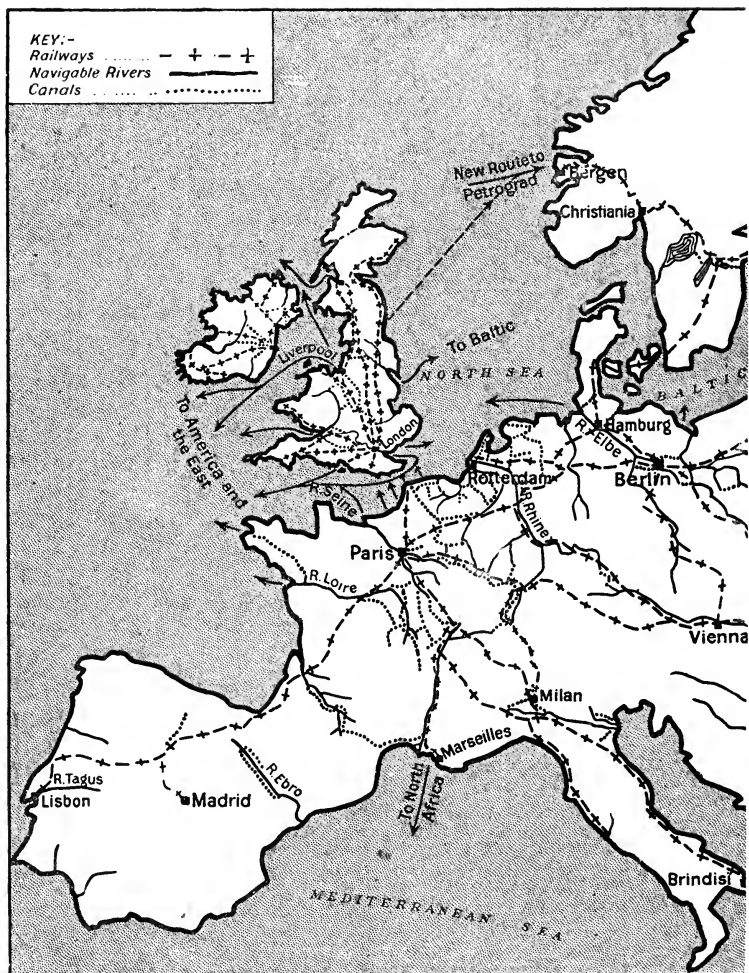 KEY:-
Railways
Navigable Rivers
Canals
New Route to
Petrograd
Bergen
Christiania
To Baltic
NORTH SEA
BALTIC
Liverpool
To America and
the East
London
Hamburg
R. Elbe
Berlin
Rotterdam
R. Rhine
R. Seine
Paris
R. Loire
Vienna
Milan
Marseilles
To North
Africa
R. Ebro
R. Tagus
Lisbon
Madrid
Brindisi
MEDITERRANEAN SEA